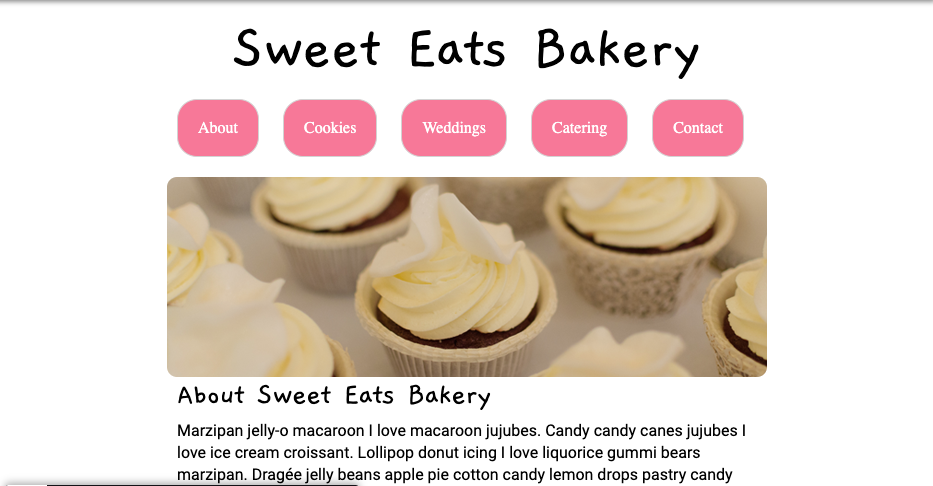 Sweet Eats Bakery
About Cookies Weddings Catering Contact
About Sweet Eats Bakery
Marzipan jelly-o macaroon I love macaroon jujubes. Candy candy canes jujubes I
love ice cream croissant. Lollipop donut icing I love liquorice gummi bears
marzipan. Dragée jelly beans apple pie cotton candy lemon drops pastry candy